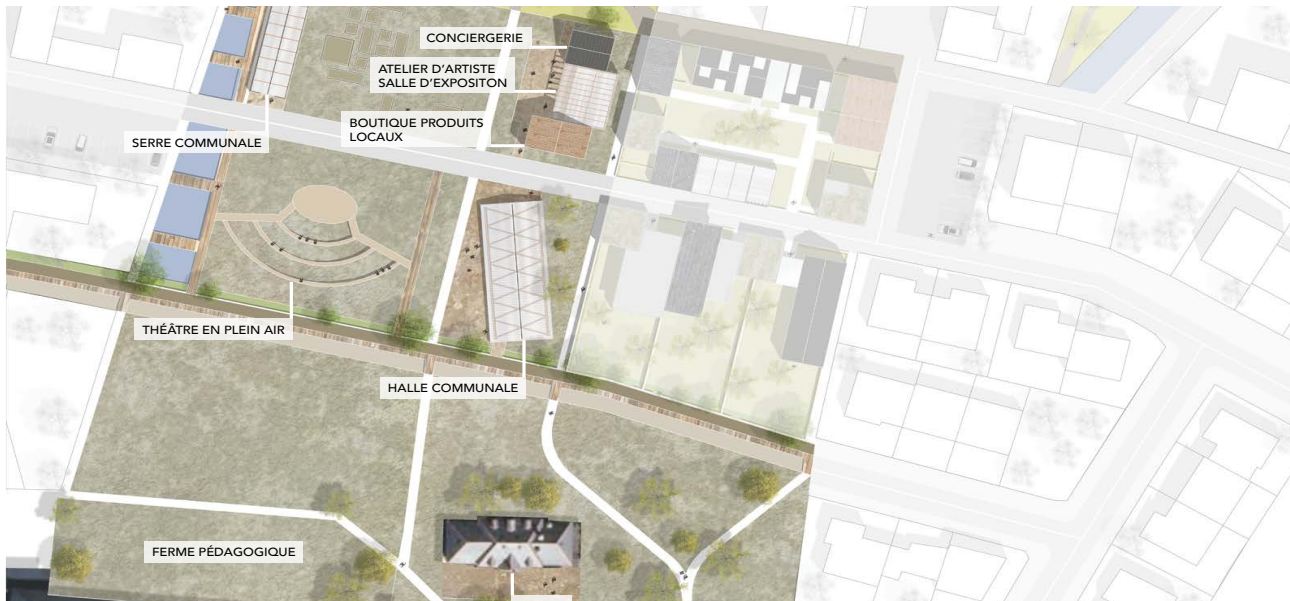 CONCIERGERIE
ATELIER D'ARTISTE
SALLE D'EXPOSITON
BOUTIQUE PRODUITS
LOCAUX
SERRE COMMUNALE
THÉÂTRE EN PLEIN AIR
HALLE COMMUNALE
FERME PÉDAGOGIQUE